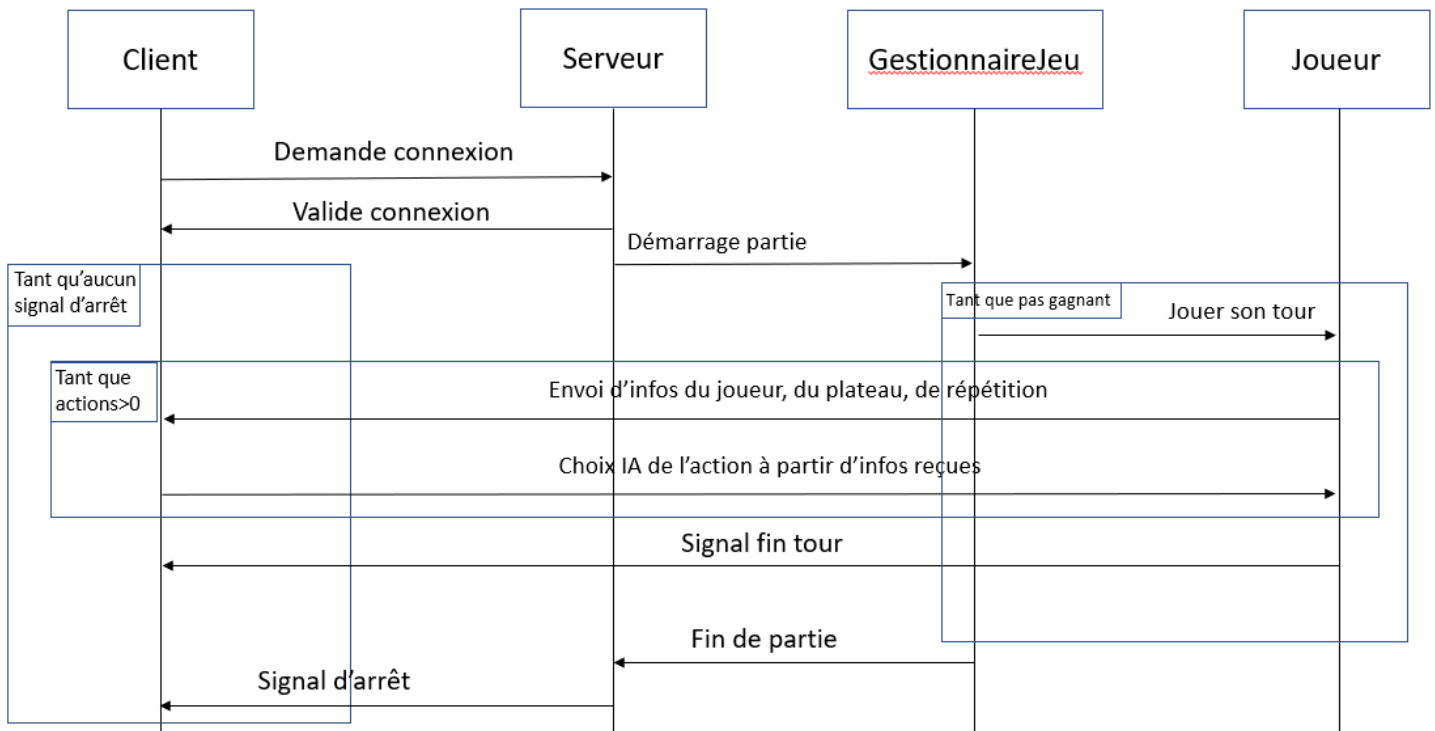 Client
Serveur
GestionnaireJeu
Joueur
Demande connexion
Valide connexion
Démarrage partie
Tant qu’aucun
signal d’arrêt
Tant que pas gagnant
Jouer son tour
Tant que
actions>0
Envoi d’infos du joueur, du plateau, de répétition
Choix IA de l’action à partir d’infos reçues
Signal fin tour
Fin de partie
Signal d’arrêt